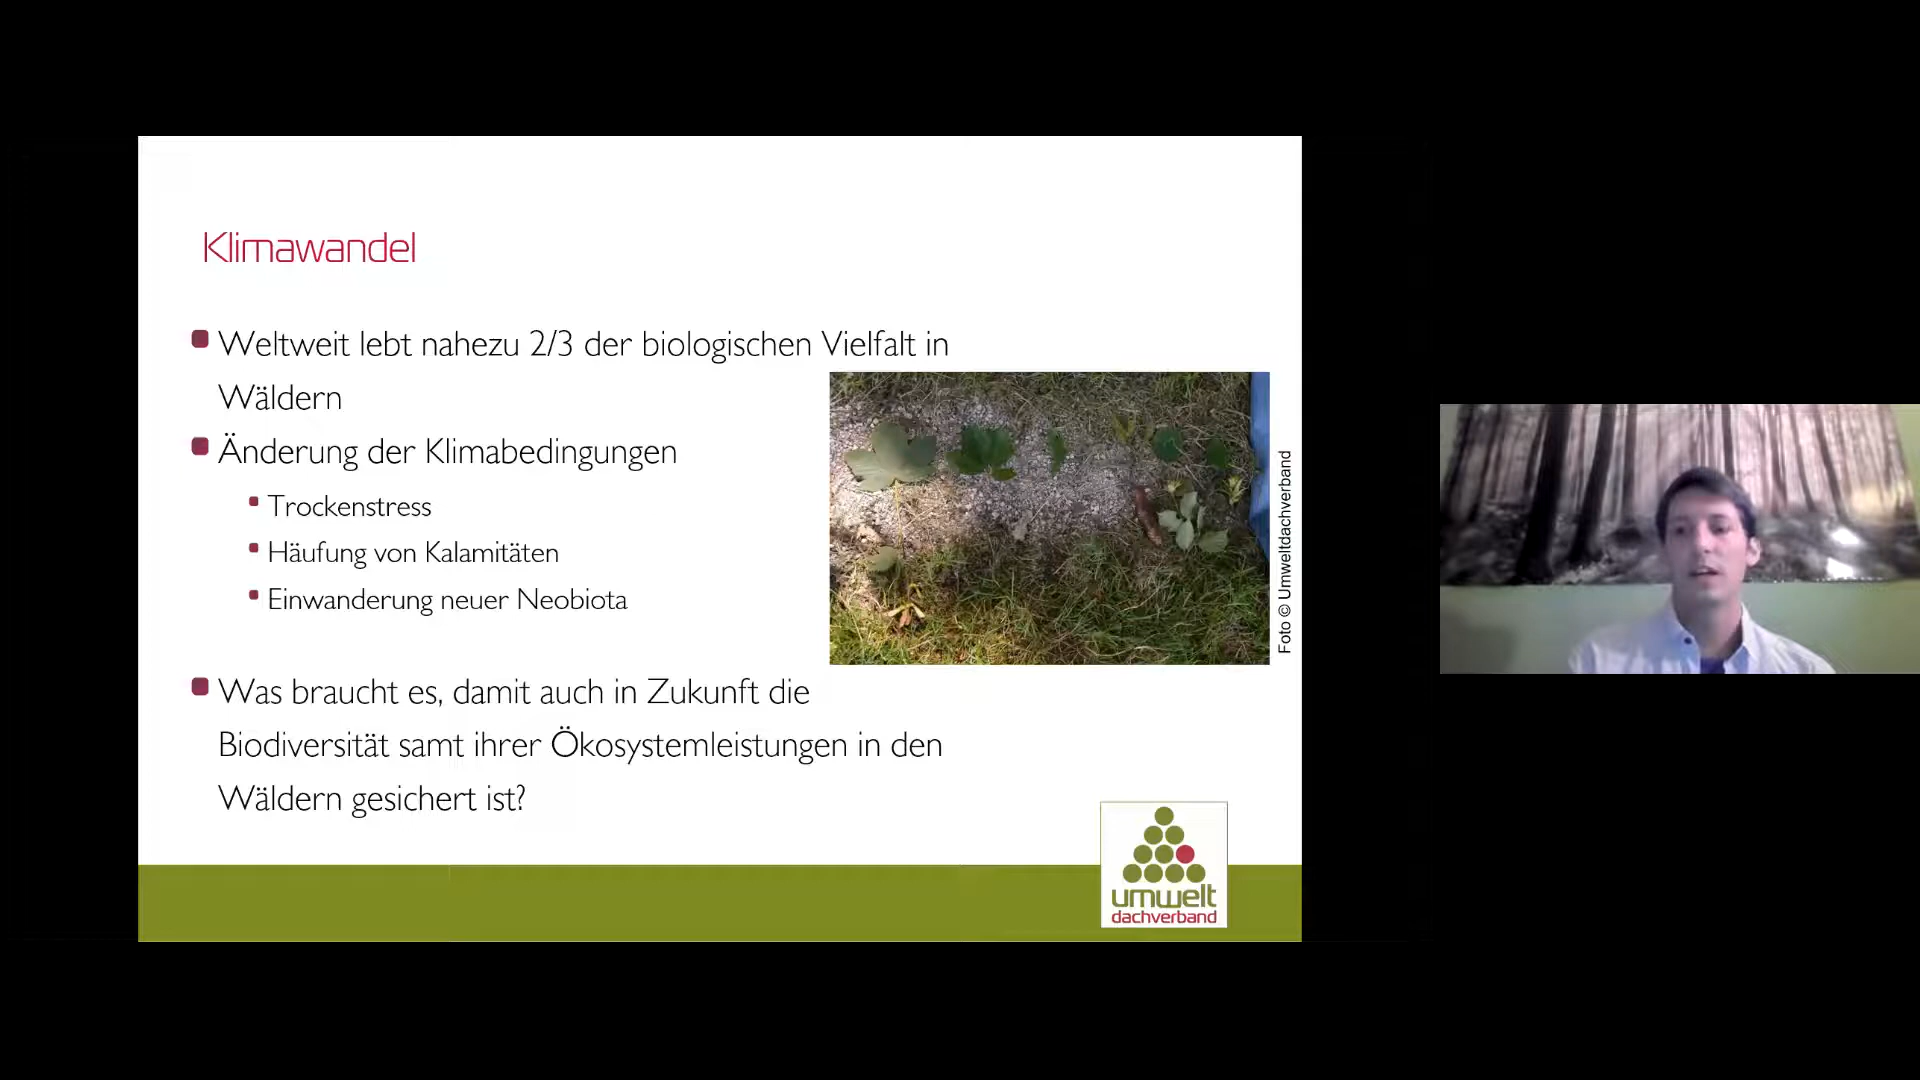 Klimawandel
Weltweit lebt nahezu 2/3 der biologischen Vielfalt in
Wäldern
Änderung der Klimabedingungen
Trockenstress
Häufung von Kalamitäten
Einwanderung neuer Neobiota
Foto © Umweltdachverband
Was braucht es, damit auch in Zukunft die
Biodiversität samt ihrer Ökosystemleistungen in den
Wäldern gesichert ist?
umwelt
dachverband